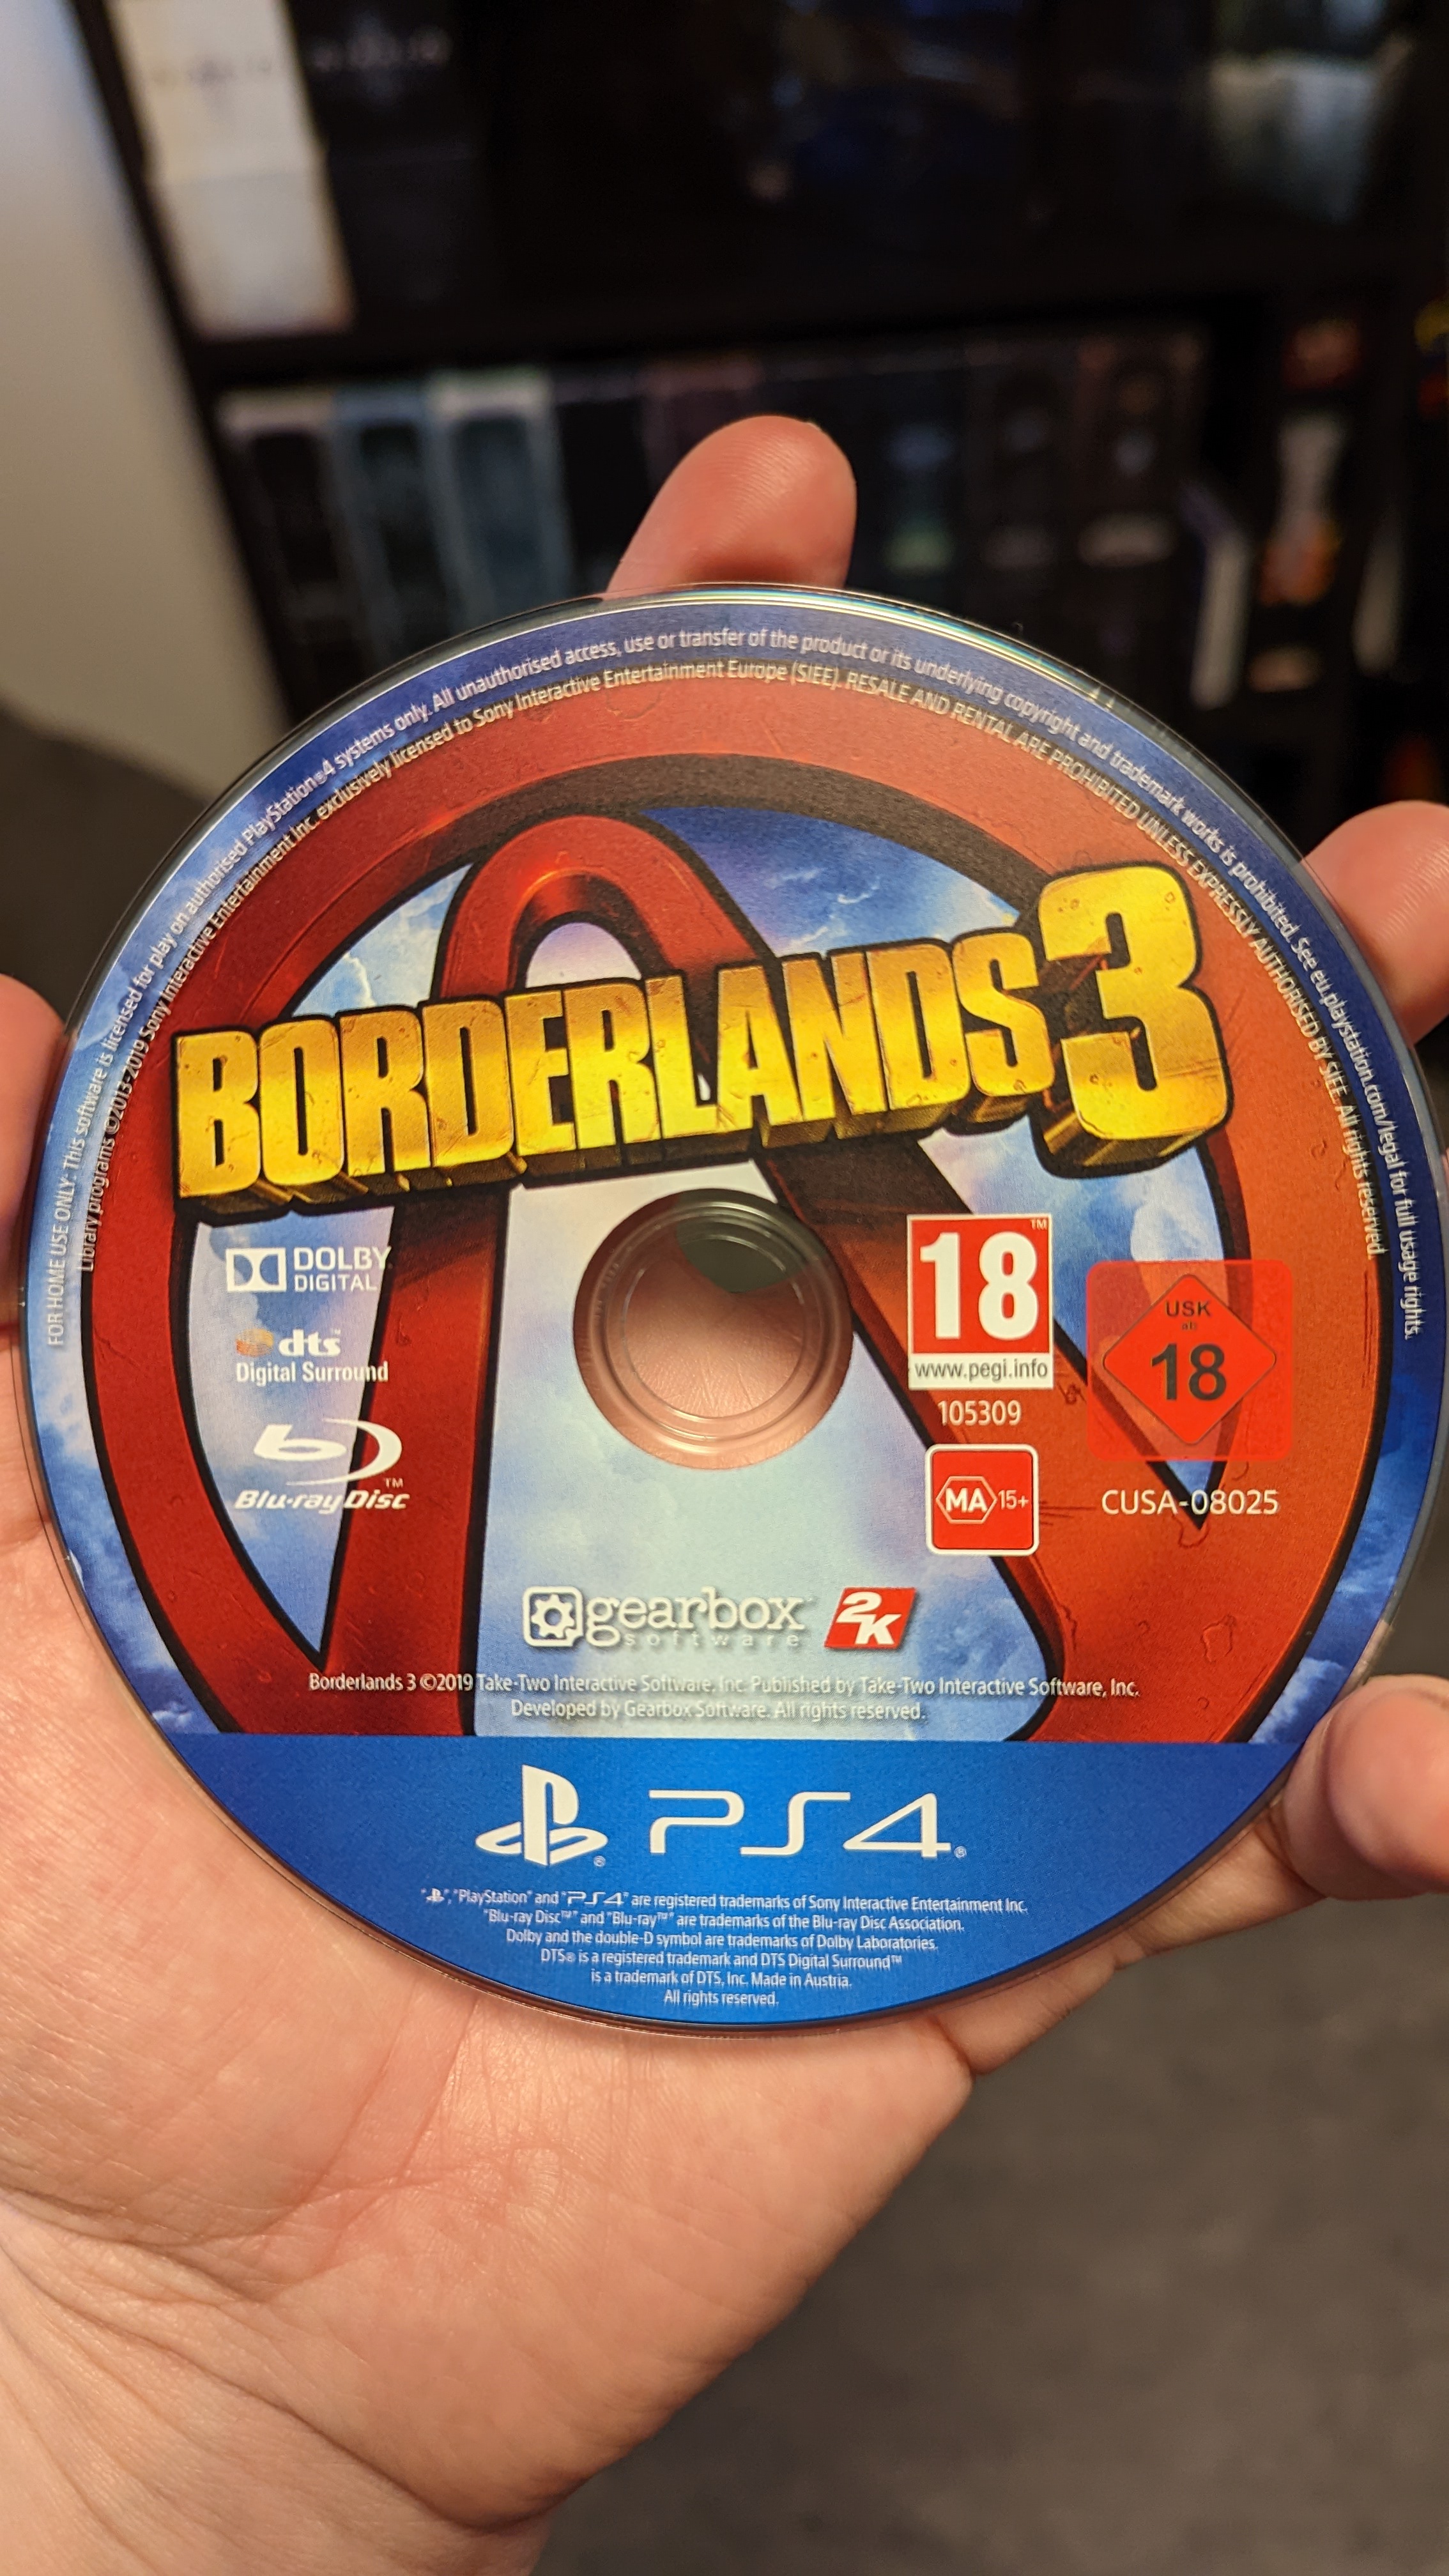 FOR HOME USE ONLY: This software is licensed for play on authorised PlayStation®4 systems only. All unauthorised access, use or transfer of the product or its underlying copyright and trademark works is prohibited. See eu.playstation.com/legal for full usage rights.
Library programs ©2013-2019 Sony Interactive Entertainment Inc. exclusively licensed to Sony Interactive Entertainment Europe (SIEE). RESALE AND RENTAL ARE PROHIBITED UNLESS EXPRESSLY AUTHORISED BY SIEE. All rights reserved.
BORDERLANDS 3
DOLBY
DIGITAL
dts™
Digital Surround
Blu-ray Disc™
18™
www.pegi.info
105309
USK
ab
18
MA 15+
CUSA-08025
gearbox
software
2K
Borderlands 3 ©2019 Take-Two Interactive Software, Inc. Published by Take-Two Interactive Software, Inc.
Developed by Gearbox Software. All rights reserved.
PS4®
"PlayStation" and "PS4" are registered trademarks of Sony Interactive Entertainment Inc.
"Blu-ray Disc™" and "Blu-ray™" are trademarks of the Blu-ray Disc Association.
Dolby and the double-D symbol are trademarks of Dolby Laboratories.
DTS® is a registered trademark and DTS Digital Surround™
is a trademark of DTS, Inc. Made in Austria.
All rights reserved.